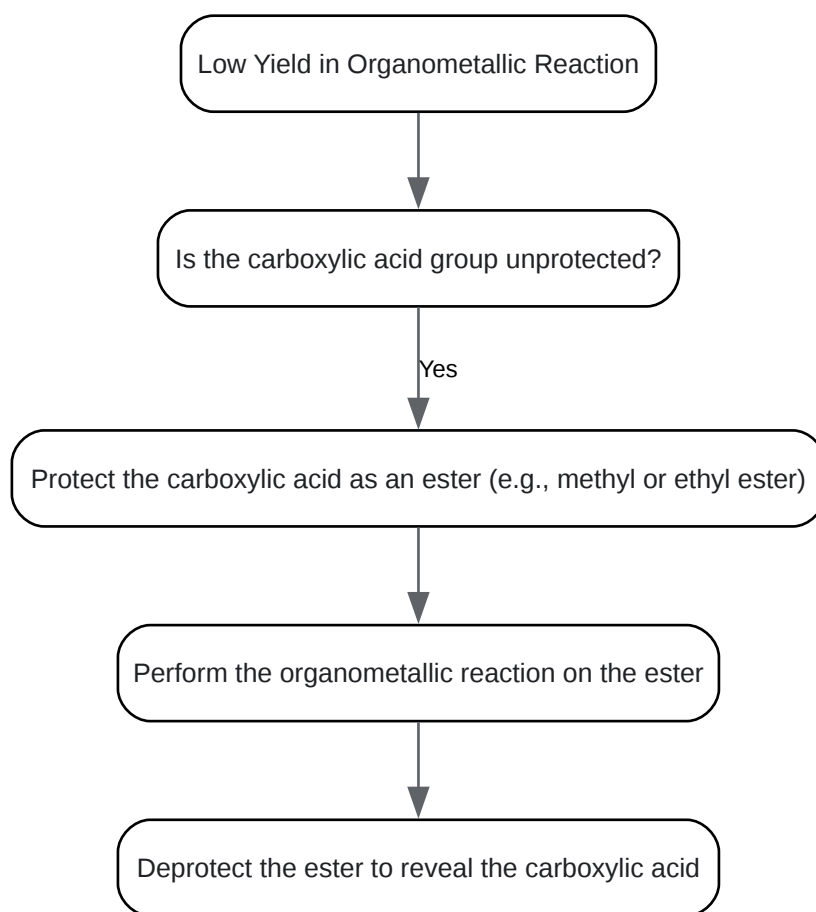 Low Yield in Organometallic Reaction
Is the carboxylic acid group unprotected?
Yes
Protect the carboxylic acid as an ester (e.g., methyl or ethyl ester)
Perform the organometallic reaction on the ester
Deprotect the ester to reveal the carboxylic acid